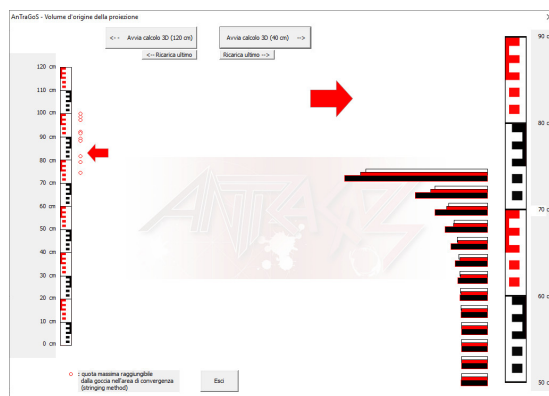 AnTraGoS - Volume d'origine della proiezione
<-- Avvia calcolo 3D (120 cm)
Avvia calcolo 3D (40 cm) -->
<-- Ricarica ultimo
Ricarica ultimo -->
120 cm
110 cm
100 cm
90 cm
80 cm
70 cm
60 cm
50 cm
40 cm
30 cm
20 cm
10 cm
0 cm
90 c
80 c
70 c
60 c
50 c
: quota massima raggiungibile
dalla goccia nell'area di convergenza
(stringing method)
Esci